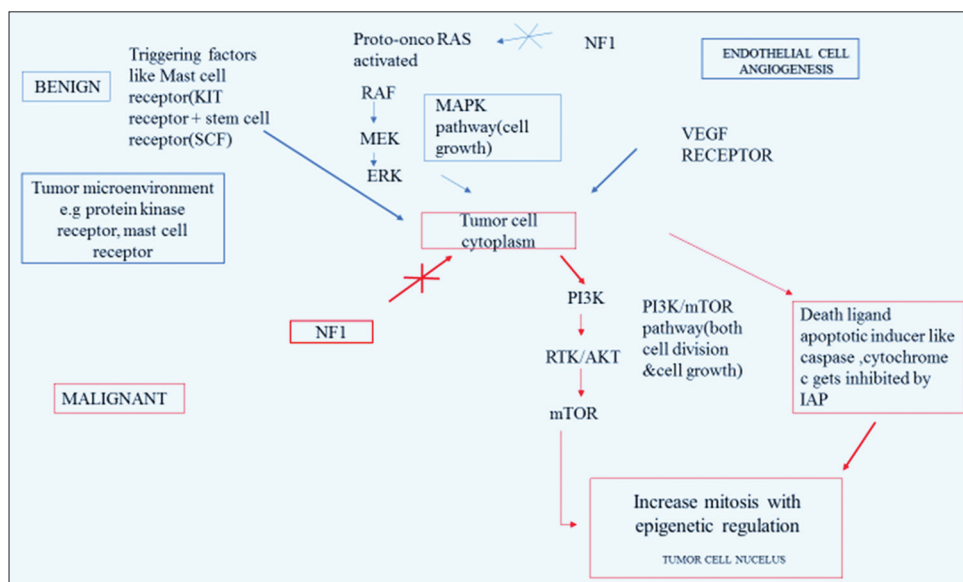 Proto-onco RAS
activated
NF1
ENDOTHELIAL CELL
ANGIOGENESIS
BENIGN
Triggering factors
like Mast cell
receptor(KIT
receptor + stem cell
receptor(SCF)
RAF
MEK
ERK
MAPK
pathway(cell
growth)
VEGF
RECEPTOR
Tumor microenvironment
e.g protein kinase
receptor, mast cell
receptor
Tumor cell
cytoplasm
NF1
PI3K
RTK/AKT
mTOR
PI3K/mTOR
pathway(both
cell division
&cell growth)
Death ligand
apoptotic inducer like
caspase ,cytochrome
c gets inhibited by
IAP
MALIGNANT
Increase mitosis with
epigenetic regulation
TUMOR CELL NUCELUS